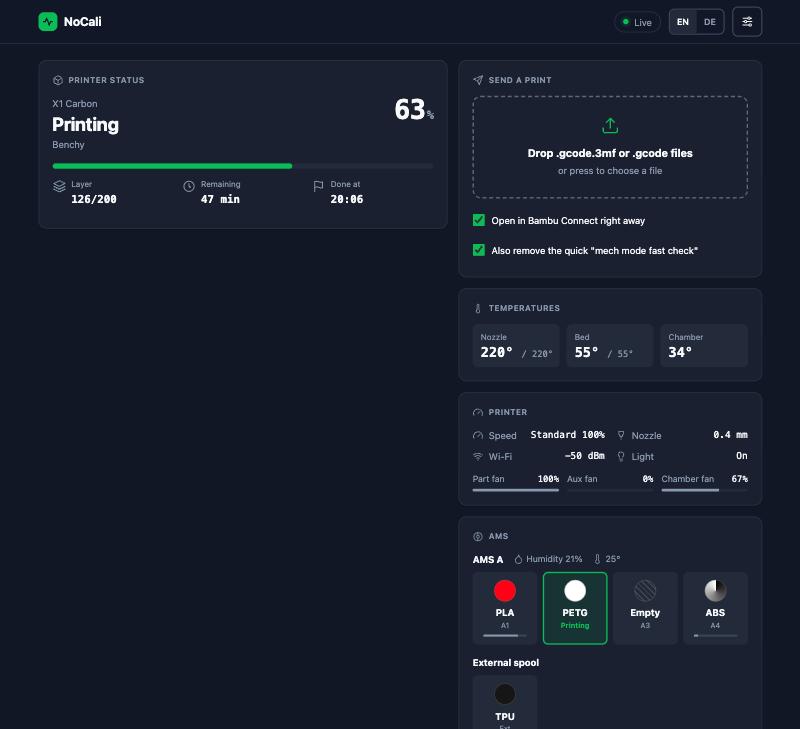 NoCali
Live
EN
DE
PRINTER STATUS
X1 Carbon
Printing
Benchy
63%
Layer
126/200
Remaining
47 min
Done at
20:06
SEND A PRINT
Drop .gcode.3mf or .gcode files
or press to choose a file
Open in Bambu Connect right away
Also remove the quick "mech mode fast check"
TEMPERATURES
Nozzle
220° / 220°
Bed
55° / 55°
Chamber
34°
PRINTER
Speed Standard 100%
Nozzle 0.4 mm
Wi-Fi −50 dBm
Light On
Part fan 100%
Aux fan 0%
Chamber fan 67%
AMS
AMS A Humidity 21% 25°
PLA
A1
PETG
Printing
Empty
A3
ABS
A4
External spool
TPU
Ext